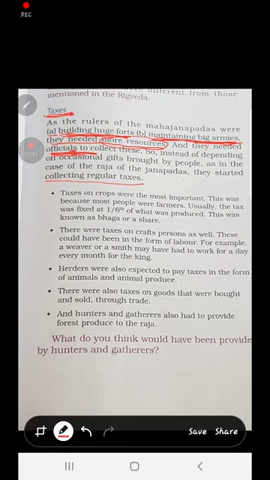 REC
different from those
mentioned in the Rigveda.
Taxes
As the rulers of the mahajanapadas were
(a) building huge forts (b) maintaining big armies,
they needed more resources. And they needed
officials to collect these. So, instead of depending
on occasional gifts brought by people, as in the
case of the raja of the janapadas, they started
collecting regular taxes.
• Taxes on crops were the most important. This was
because most people were farmers. Usually, the tax
was fixed at 1/6th of what was produced. This was
known as bhaga or a share.
• There were taxes on crafts persons as well. These
could have been in the form of labour. For example,
a weaver or a smith may have had to work for a day
every month for the king.
• Herders were also expected to pay taxes in the form
of animals and animal produce.
• There were also taxes on goods that were bought
and sold, through trade.
• And hunters and gatherers also had to provide
forest produce to the raja.
What do you think would have been provide
by hunters and gatherers?
Save Share